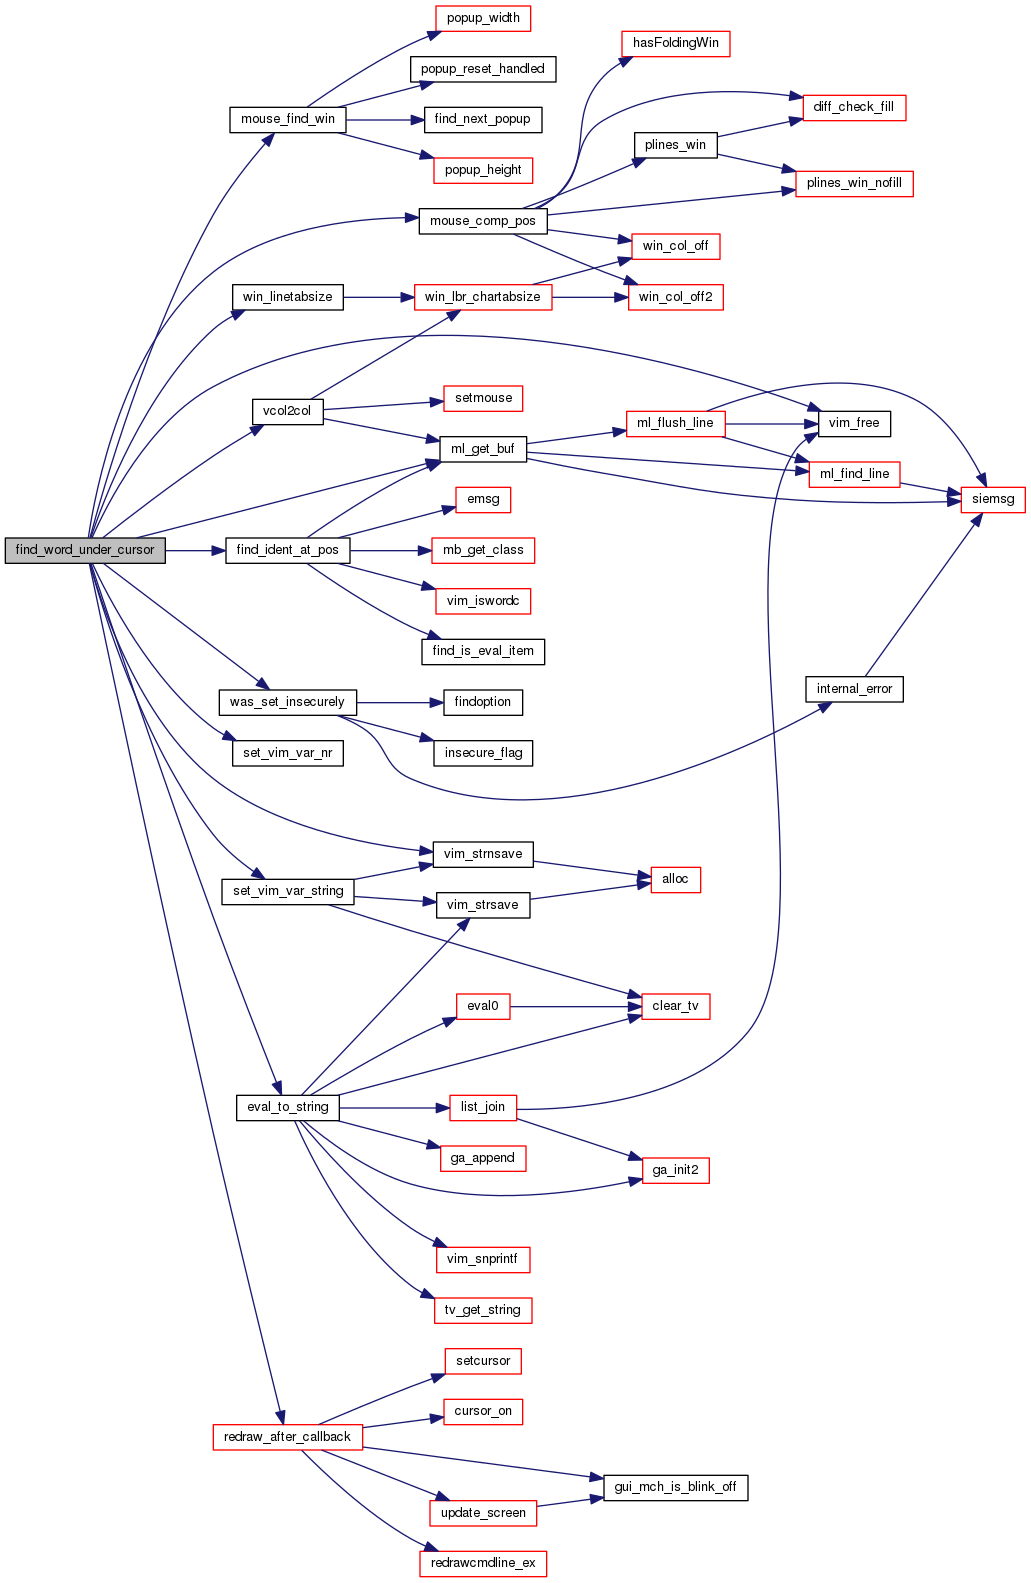 popup_width
hasFoldingWin
popup_reset_handled
diff_check_fill
mouse_find_win
find_next_popup
plines_win
popup_height
plines_win_nofill
mouse_comp_pos
win_col_off
win_linetabsize
win_lbr_chartabsize
win_col_off2
setmouse
vcol2col
ml_flush_line
vim_free
ml_get_buf
ml_find_line
emsg
siemsg
find_word_under_cursor
find_ident_at_pos
mb_get_class
vim_iswordc
find_is_eval_item
internal_error
was_set_insecurely
findoption
set_vim_var_nr
insecure_flag
vim_strnsave
alloc
set_vim_var_string
vim_strsave
eval0
clear_tv
eval_to_string
list_join
ga_append
ga_init2
vim_snprintf
tv_get_string
setcursor
cursor_on
redraw_after_callback
gui_mch_is_blink_off
update_screen
redrawcmdline_ex